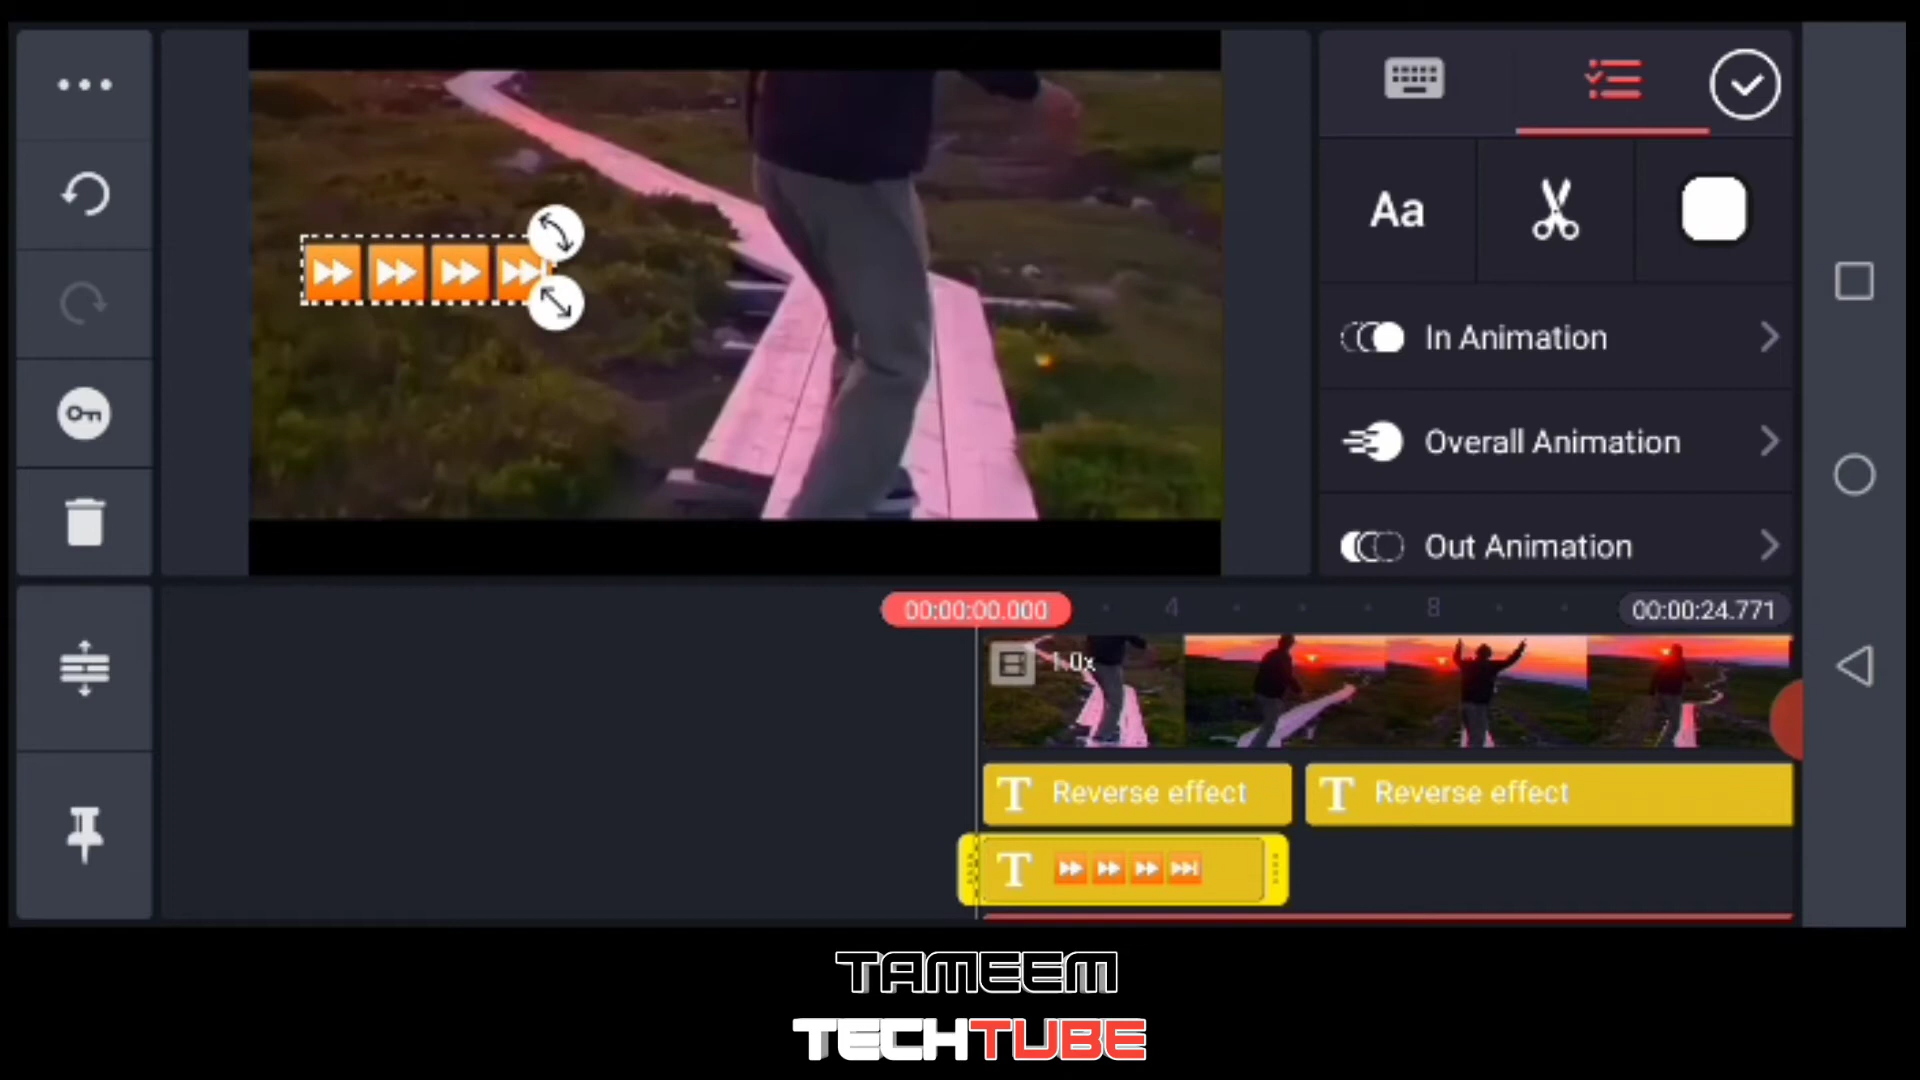 Aa
In Animation
Overall Animation
Out Animation
00:00:00.000
4
8
00:00:24.771
1.0x
T Reverse effect
T Reverse effect
T ⏩⏩⏩⏭
TAMEEM
TECHTUBE